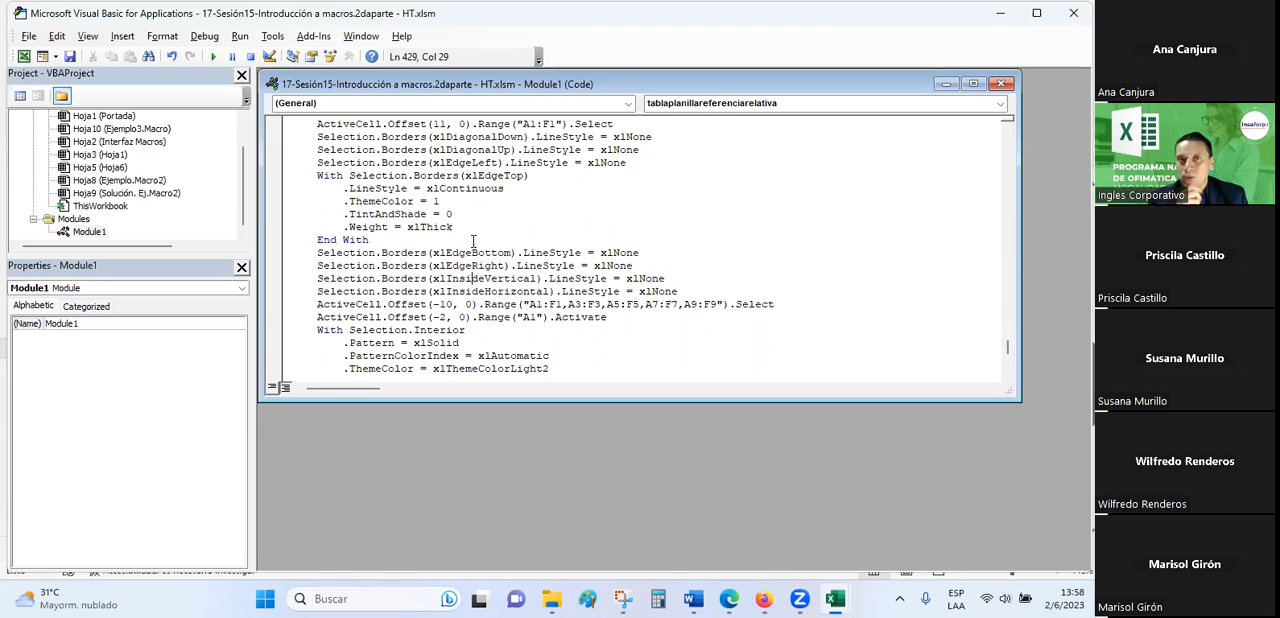 Microsoft Visual Basic for Applications - 17-Sesión15-Introducción a macros.2daparte - HT.xlsm
File Edit View Insert Format Debug Run Tools Add-Ins Window Help
Ln 429, Col 29
Project - VBAProject
Hoja1 (Portada)
Hoja10 (Ejemplo3.Macro)
Hoja2 (Interfaz Macros)
Hoja3 (Hoja1)
Hoja5 (Hoja6)
Hoja8 (Ejemplo.Macro2)
Hoja9 (Solución. Ej.Macro2)
ThisWorkbook
Modules
Module1
Properties - Module1
Module1 Module
Alphabetic Categorized
(Name) Module1
17-Sesión15-Introducción a macros.2daparte - HT.xlsm - Module1 (Code)
(General) tablaplanillareferenciarelativa
ActiveCell.Offset(11, 0).Range("A1:F1").Select
Selection.Borders(xlDiagonalDown).LineStyle = xlNone
Selection.Borders(xlDiagonalUp).LineStyle = xlNone
Selection.Borders(xlEdgeLeft).LineStyle = xlNone
With Selection.Borders(xlEdgeTop)
.LineStyle = xlContinuous
.ThemeColor = 1
.TintAndShade = 0
.Weight = xlThick
End With
Selection.Borders(xlEdgeBottom).LineStyle = xlNone
Selection.Borders(xlEdgeRight).LineStyle = xlNone
Selection.Borders(xlInsideVertical).LineStyle = xlNone
Selection.Borders(xlInsideHorizontal).LineStyle = xlNone
ActiveCell.Offset(-10, 0).Range("A1:F1,A3:F3,A5:F5,A7:F7,A9:F9").Select
ActiveCell.Offset(-2, 0).Range("A1").Activate
With Selection.Interior
.Pattern = xlSolid
.PatternColorIndex = xlAutomatic
.ThemeColor = xlThemeColorLight2
31°C
Mayorm. nublado
Buscar
ESP
LAA
13:58
2/6/2023
Ana Canjura
Ana Canjura
Insaforp
PROGRAMA NA
DE OFIMÁTICA
Ingles Corporativo
Priscila Castillo
Priscila Castillo
Susana Murillo
Susana Murillo
Wilfredo Renderos
Wilfredo Renderos
Marisol Girón
Marisol Girón